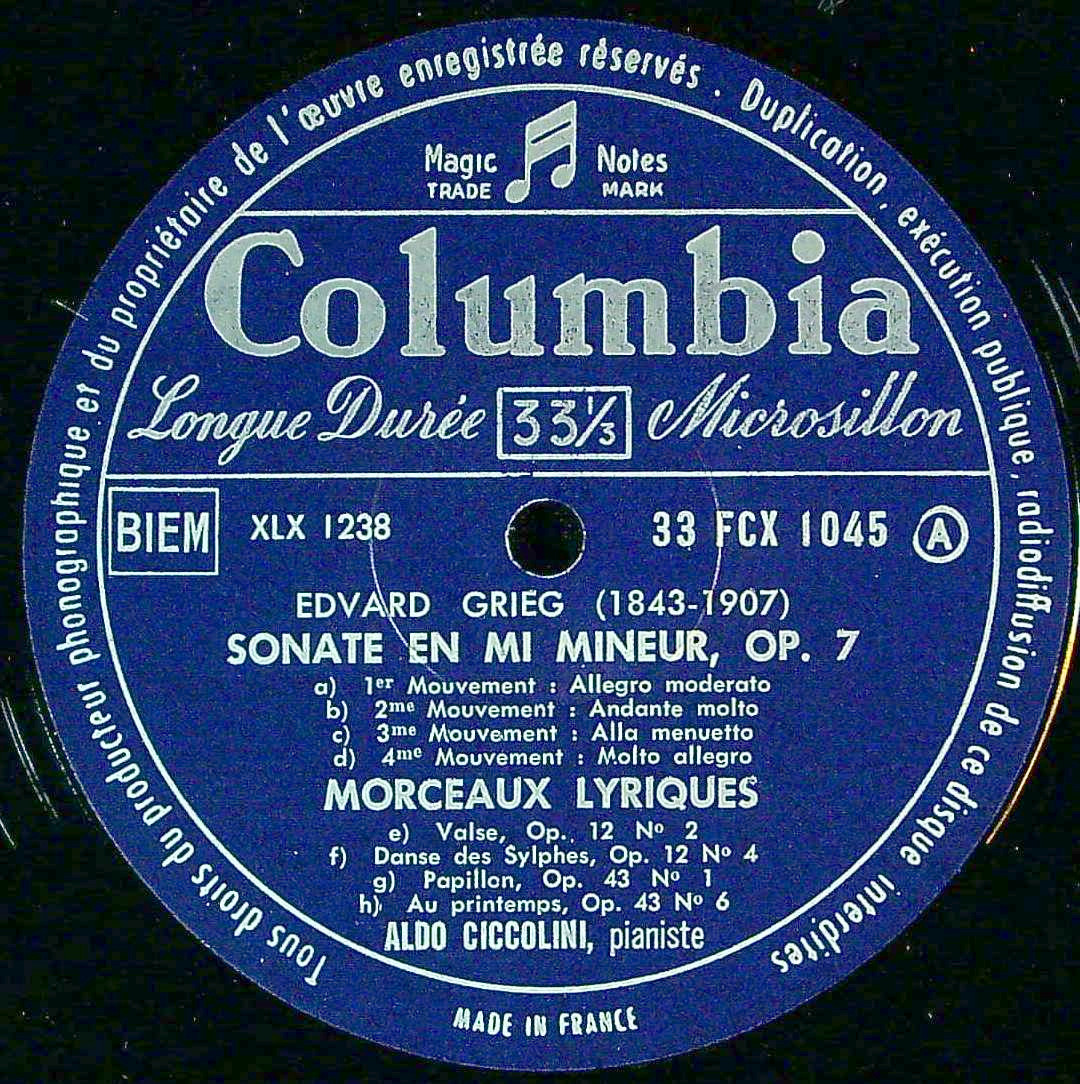 Tous droits du producteur phonographique et du propriétaire de l'œuvre enregistrée réservés . Duplication, exécution publique, radiodiffusion de ce disque interdites
Magic Notes
TRADE MARK
Columbia
Longue Durée 33⅓ Microsillon
BIEM XLX 1238 33 FCX 1045 A
EDVARD GRIEG (1843-1907)
SONATE EN MI MINEUR, OP. 7
a) 1er Mouvement : Allegro moderato
b) 2me Mouvement : Andante molto
c) 3me Mouvement : Alla menuetto
d) 4me Mouvement : Molto allegro
MORCEAUX LYRIQUES
e) Valse, Op. 12 No 2
f) Danse des Sylphes, Op. 12 No 4
g) Papillon, Op. 43 No 1
h) Au printemps, Op. 43 No 6
ALDO CICCOLINI, pianiste
MADE IN FRANCE